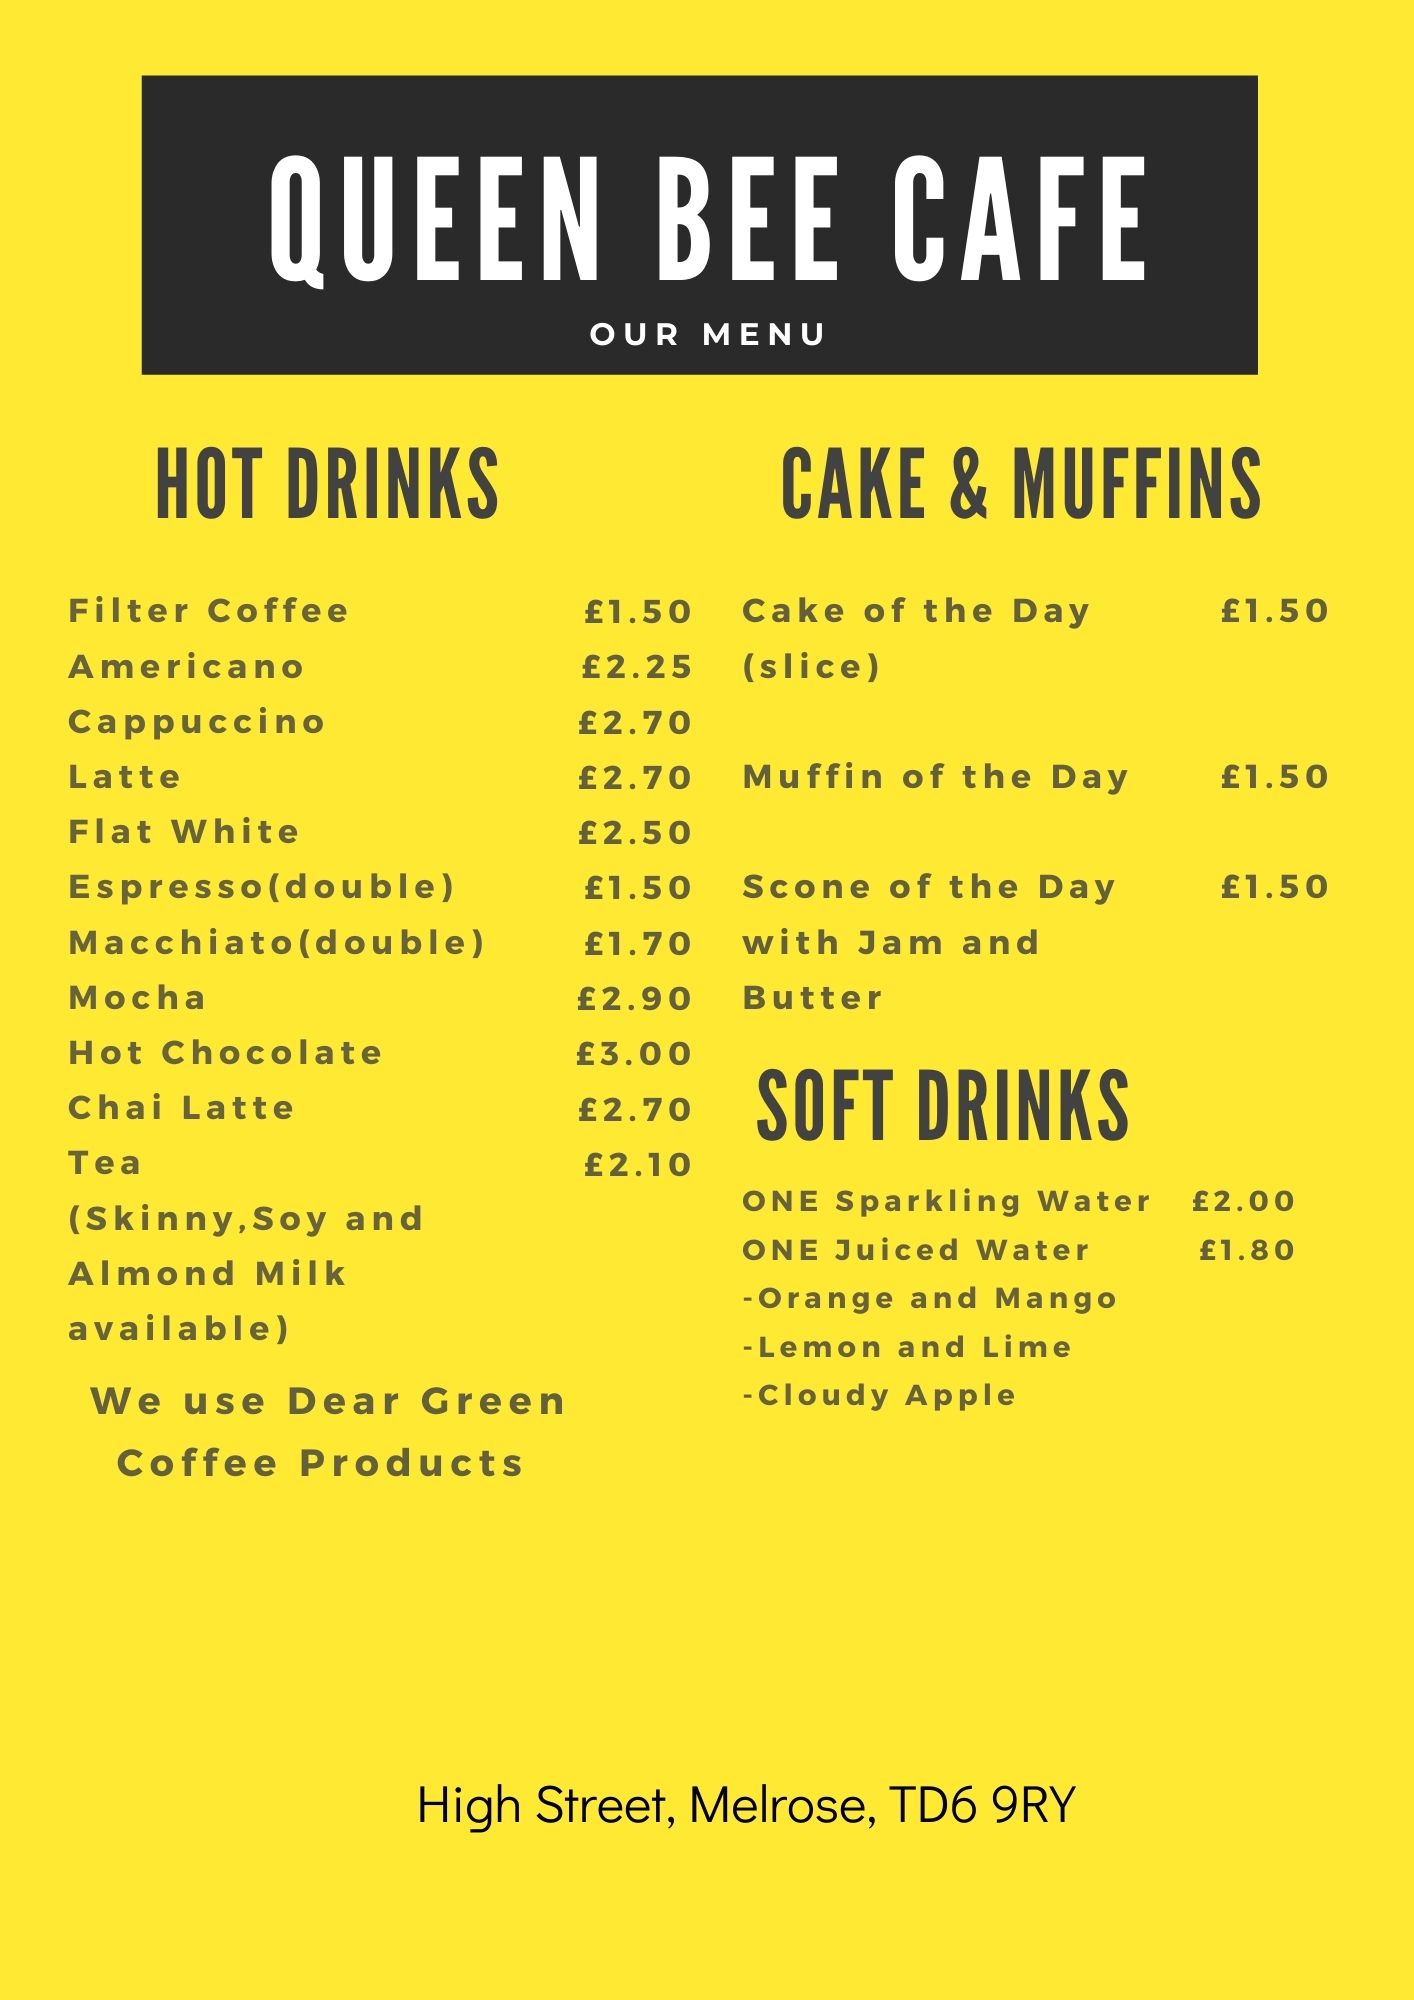 QUEEN BEE CAFE
OUR MENU
HOT DRINKS
Filter Coffee £1.50
Americano £2.25
Cappuccino £2.70
Latte £2.70
Flat White £2.50
Espresso(double) £1.50
Macchiato(double) £1.70
Mocha £2.90
Hot Chocolate £3.00
Chai Latte £2.70
Tea £2.10
(Skinny,Soy and
Almond Milk
available)
We use Dear Green
Coffee Products
CAKE & MUFFINS
Cake of the Day £1.50
(slice)
Muffin of the Day £1.50
Scone of the Day £1.50
with Jam and
Butter
SOFT DRINKS
ONE Sparkling Water £2.00
ONE Juiced Water £1.80
-Orange and Mango
-Lemon and Lime
-Cloudy Apple
High Street, Melrose, TD6 9RY